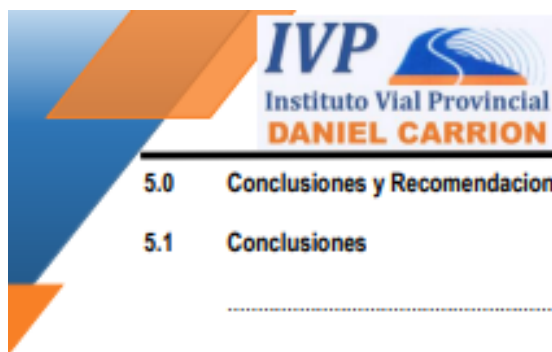 IVP
Instituto Vial Provincial
DANIEL CARRION
5.0 Conclusiones y Recomendacion
5.1 Conclusiones